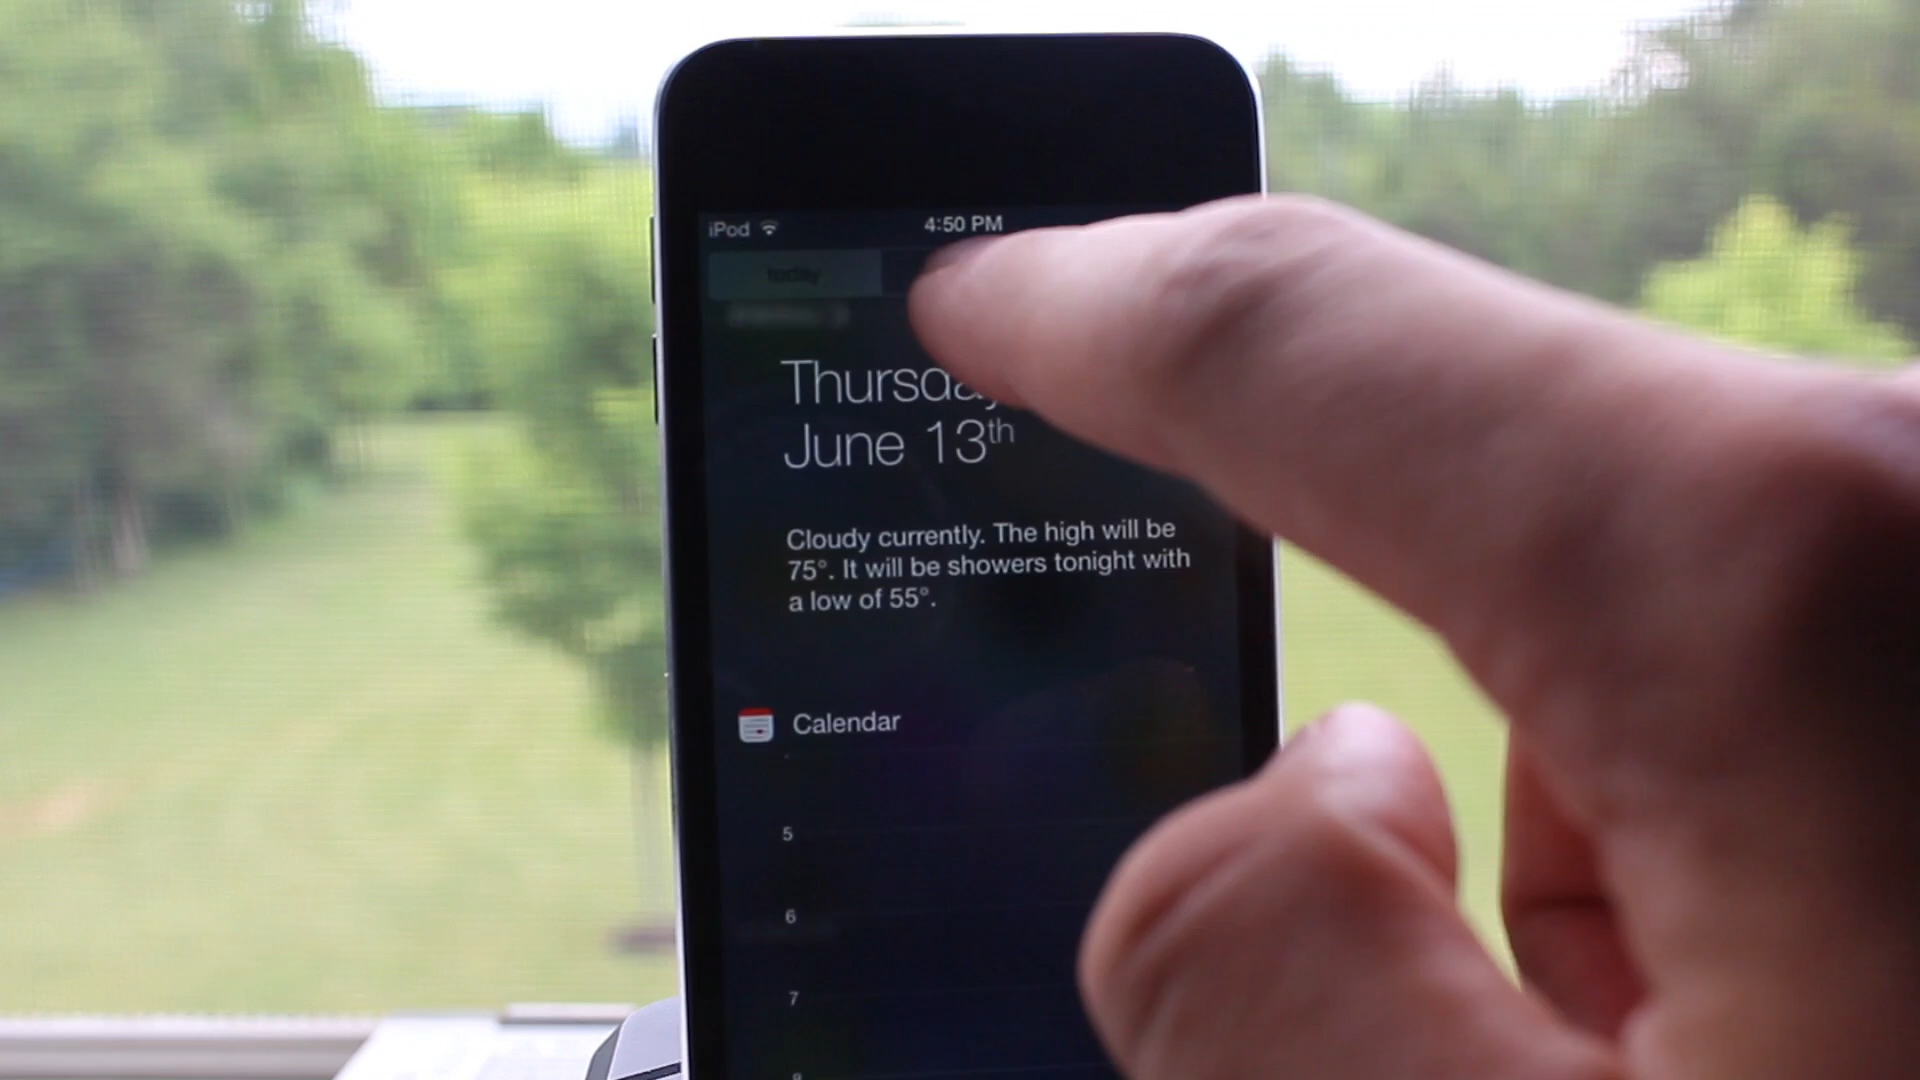 iPod 4:50 PM
today
Thursday
June 13th
Cloudy currently. The high will be
75°. It will be showers tonight with
a low of 55°.
Calendar
5
6
7